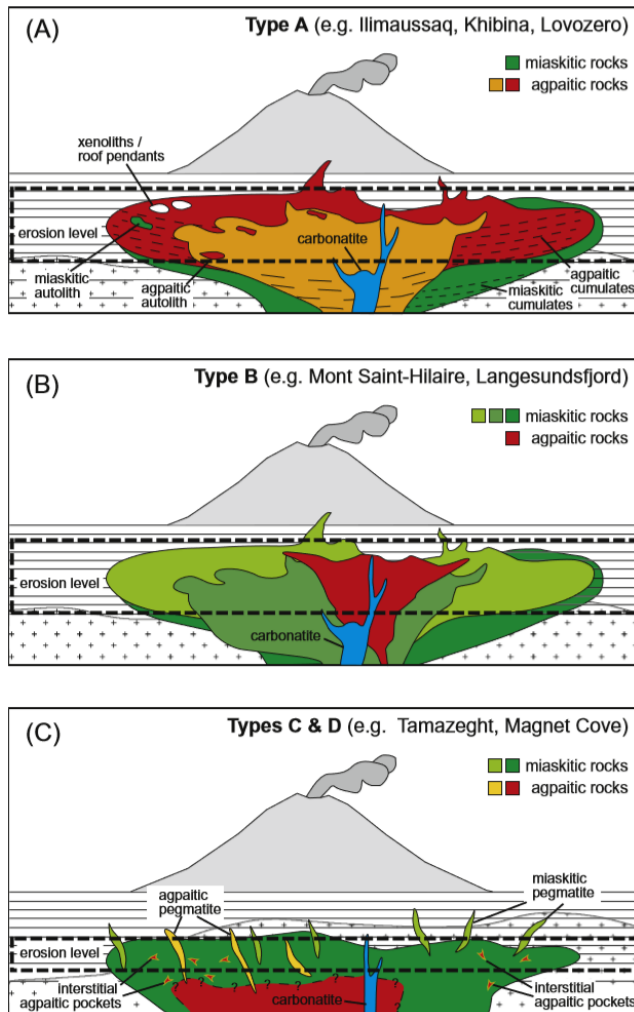 (A)
Type A (e.g. Ilimaussaq, Khibina, Lovozero)
miaskitic rocks
agpaitic rocks
xenoliths /
roof pendants
erosion level
carbonatite
miaskitic
autolith
agpaitic
autolith
agpaitic
cumulates
miaskitic
cumulates
(B)
Type B (e.g. Mont Saint-Hilaire, Langesundsfjord)
miaskitic rocks
agpaitic rocks
erosion level
carbonatite
(C)
Types C & D (e.g. Tamazeght, Magnet Cove)
miaskitic rocks
agpaitic rocks
miaskitic
pegmatite
agpaitic
pegmatite
erosion level
interstitial
agpaitic pockets
? ? ? ? ? ? ? ?
carbonatite
interstitial
agpaitic pockets